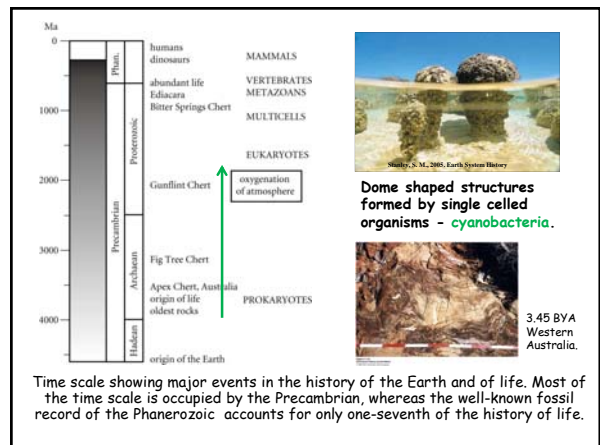 Ma
0
1000
2000
3000
4000
Phan.
Precambrian
Proterozoic
Archaean
Hadean
humans
dinosaurs
abundant life
Ediacara
Bitter Springs Chert
Gunflint Chert
Fig Tree Chert
Apex Chert, Australia
origin of life
oldest rocks
origin of the Earth
MAMMALS
VERTEBRATES
METAZOANS
MULTICELLS
EUKARYOTES
oxygenation
of atmosphere
PROKARYOTES
Stanley, S. M., 2005, Earth System History
Dome shaped structures
formed by single celled
organisms - cyanobacteria.
3.45 BYA
Western
Australia.
Time scale showing major events in the history of the Earth and of life. Most of
the time scale is occupied by the Precambrian, whereas the well-known fossil
record of the Phanerozoic accounts for only one-seventh of the history of life.